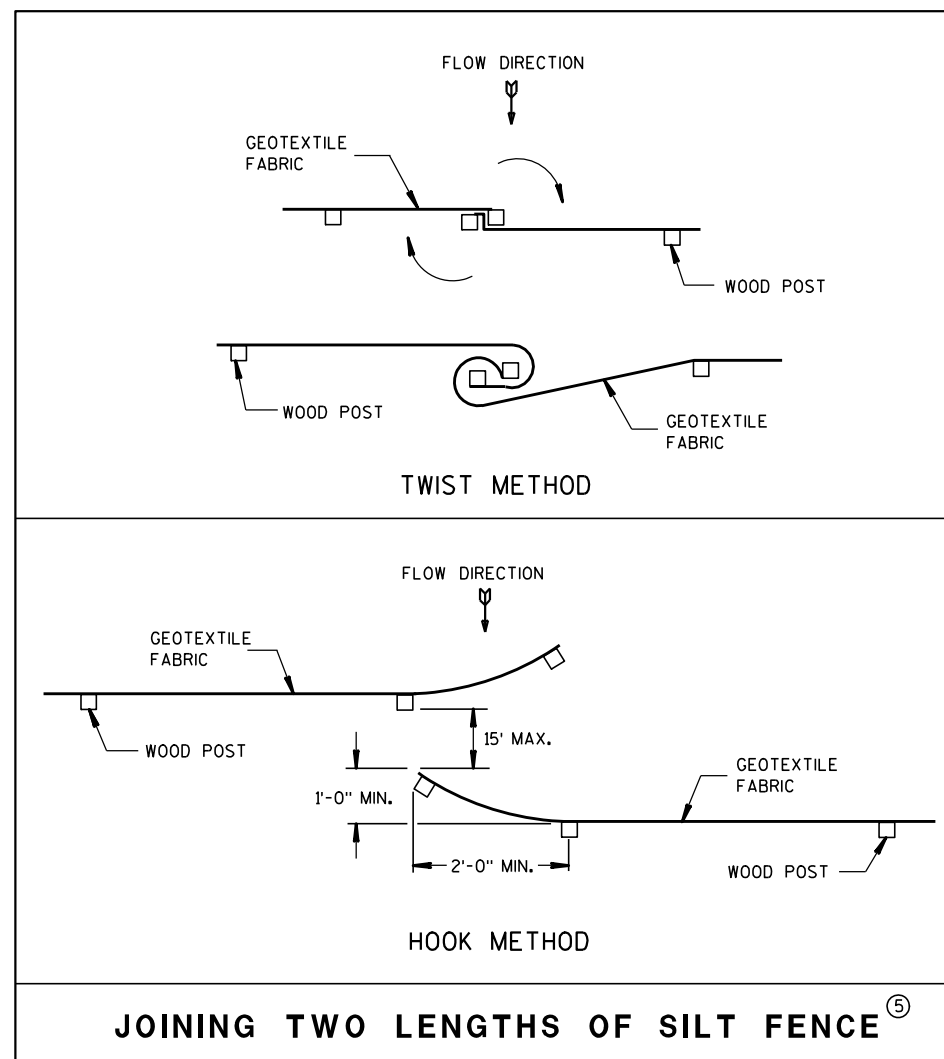 FLOW DIRECTION
GEOTEXTILE
FABRIC
WOOD POST
WOOD POST
GEOTEXTILE
FABRIC
TWIST METHOD
FLOW DIRECTION
GEOTEXTILE
FABRIC
WOOD POST
15' MAX.
GEOTEXTILE
FABRIC
1'-0" MIN.
2'-0" MIN.
WOOD POST
HOOK METHOD
JOINING TWO LENGTHS OF SILT FENCE ⑤